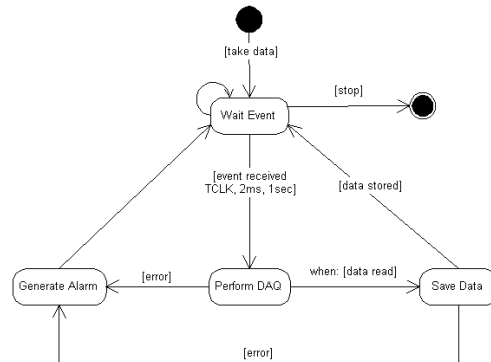 [take data]
[stop]
Wait Event
[event received
TCLK, 2ms, 1sec]
[data stored]
[error]
when: [data read]
Generate Alarm
Perform DAQ
Save Data
[error]